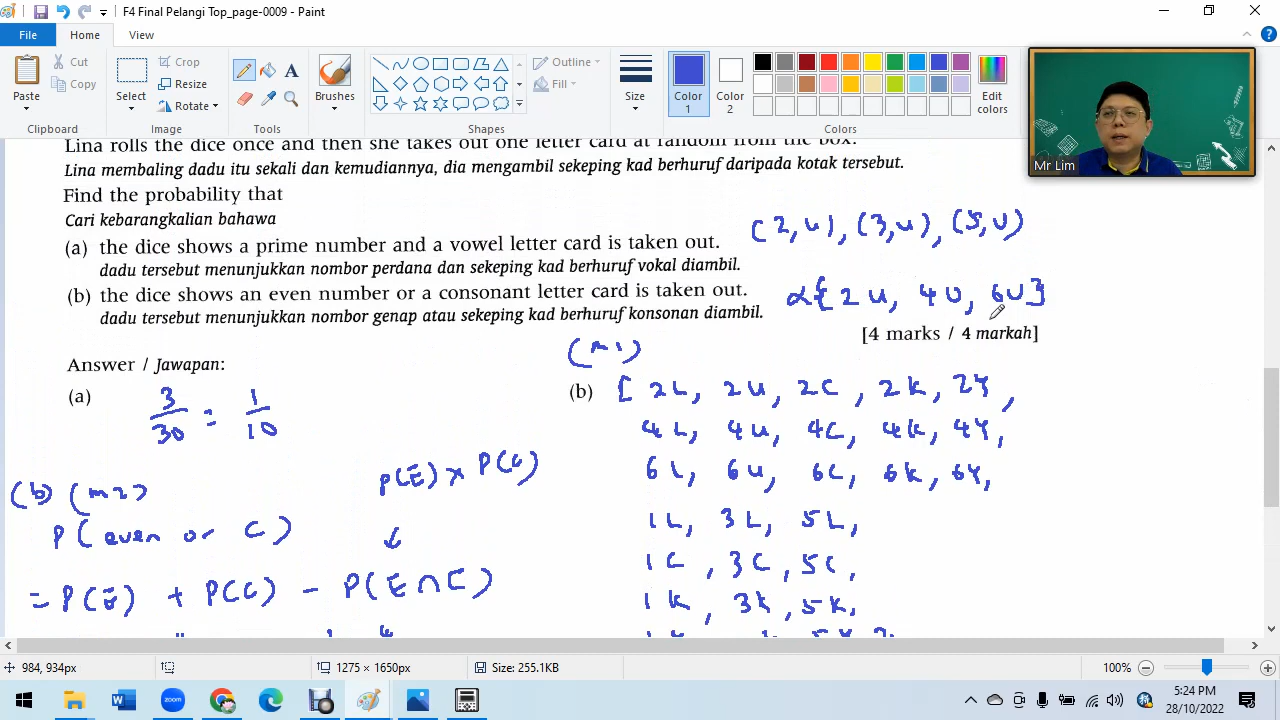 F4 Final Pelangi Top_page-0009 - Paint
File Home View
Paste Cut Copy Clipboard
Select Crop Resize Rotate Image
Tools
Brushes
Outline Fill Shapes
Size
Color 1 Color 2 Edit colors Colors
Mr Lim
Lina rolls the dice once and then she takes out one letter card at random from the box.
Lina membaling dadu itu sekali dan kemudiannya, dia mengambil sekeping kad berhuruf daripada kotak tersebut.
Find the probability that
Cari kebarangkalian bahawa
(2, U), (3, U), (5, U)
(a) the dice shows a prime number and a vowel letter card is taken out.
dadu tersebut menunjukkan nombor perdana dan sekeping kad berhuruf vokal diambil.
(b) the dice shows an even number or a consonant letter card is taken out.
dadu tersebut menunjukkan nombor genap atau sekeping kad berhuruf konsonan diambil.
{2U, 4U, 6U}
[4 marks / 4 markah]
Answer / Jawapan:
(a) 3/30 = 1/10
(m1)
(b) [2L, 2U, 2C, 2K, 2Y,
4L, 4U, 4C, 4K, 4Y,
6L, 6U, 6C, 6K, 6Y,
1L, 3L, 5L,
1C, 3C, 5C,
1K, 3K, 5K,
P(E) × P(C)
(b) (m2)
P(even or C)
= P(E) + P(C) - P(E∩C)
984, 934px
1275 × 1650px
Size: 255.1KB
100%
5:24 PM
28/10/2022